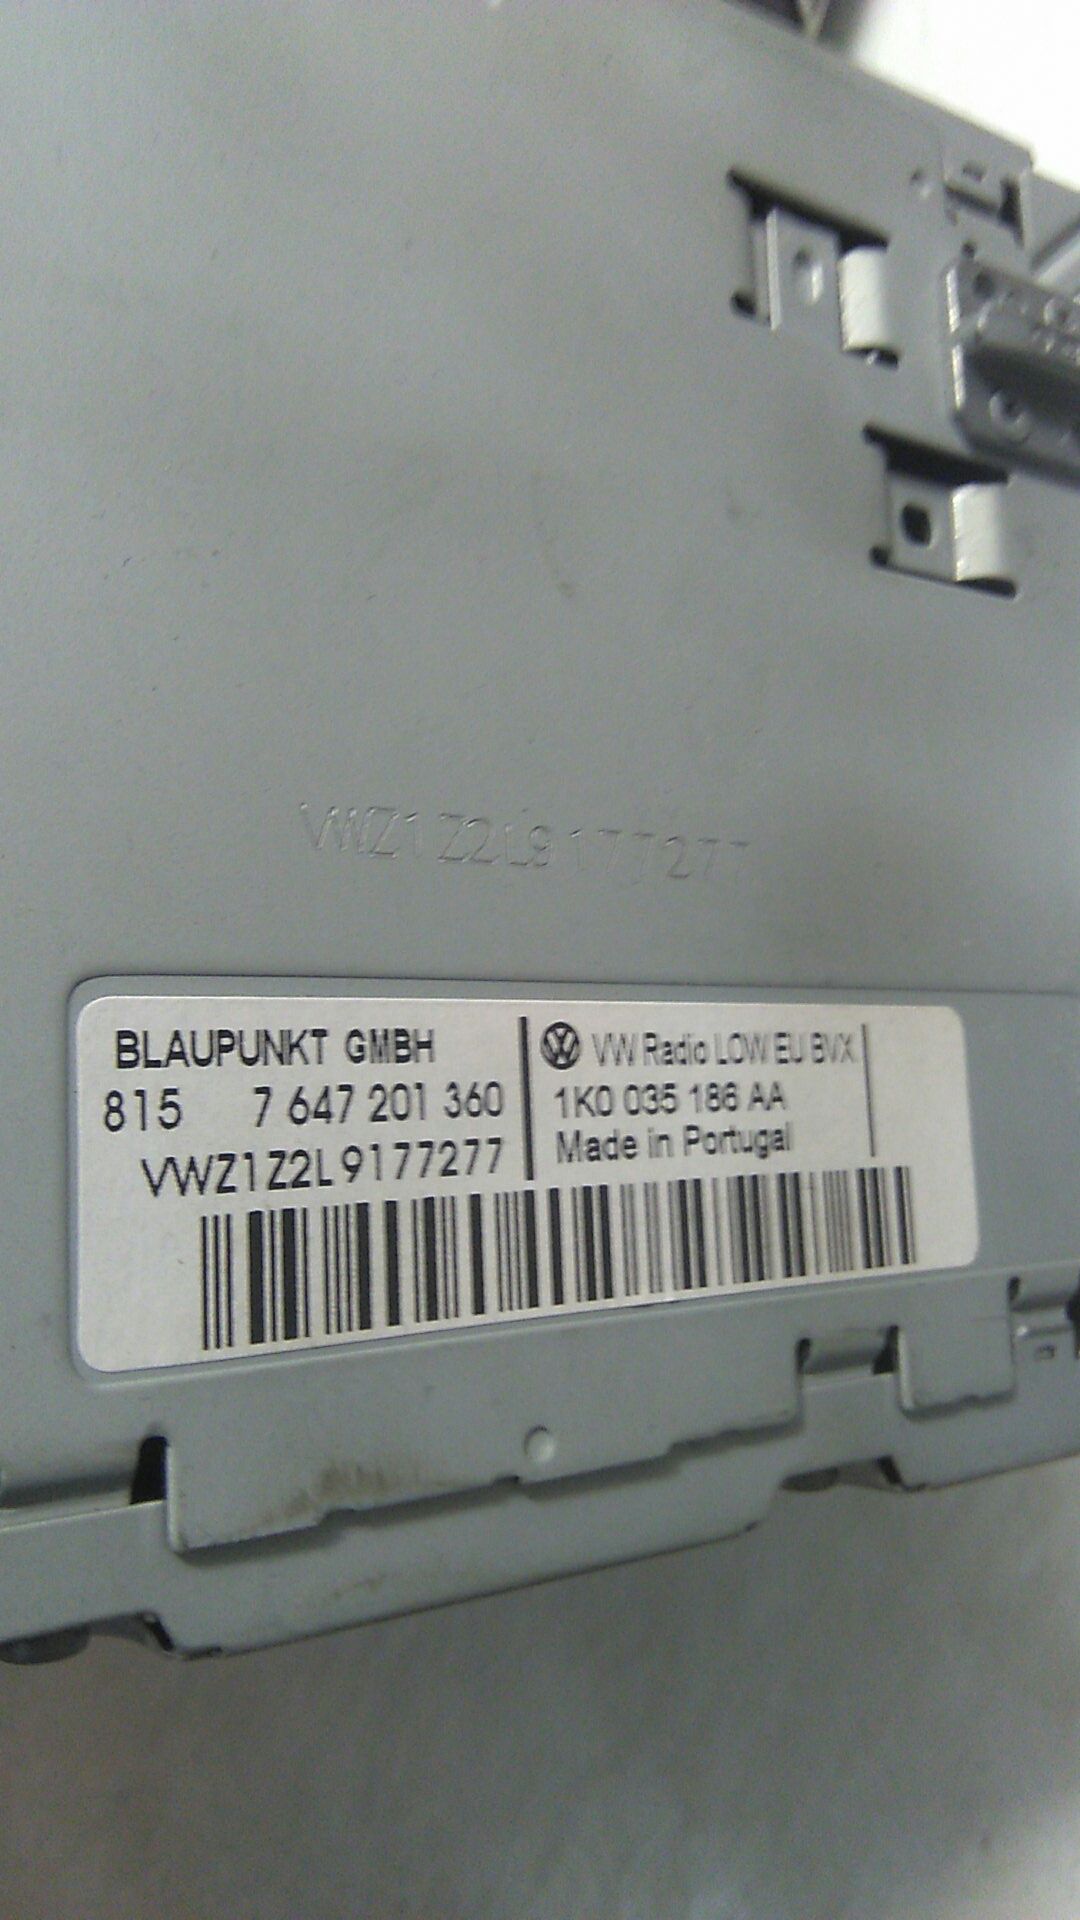 VWZ1Z2L9177277
BLAUPUNKT GMBH
815 7 647 201 360
VWZ1Z2L9177277
VW Radio LOW EU BVX
1K0 035 186 AA
Made in Portugal